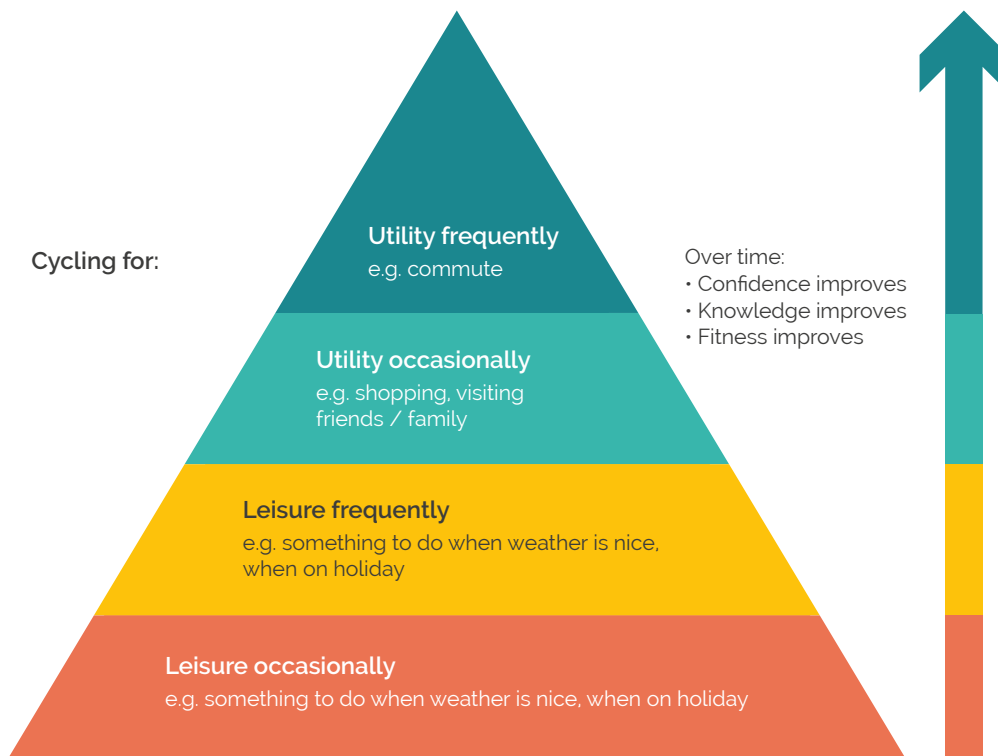 Cycling for:
Utility frequently
e.g. commute
Over time:
• Confidence improves
• Knowledge improves
• Fitness improves
Utility occasionally
e.g. shopping, visiting
friends / family
Leisure frequently
e.g. something to do when weather is nice,
when on holiday
Leisure occasionally
e.g. something to do when weather is nice, when on holiday